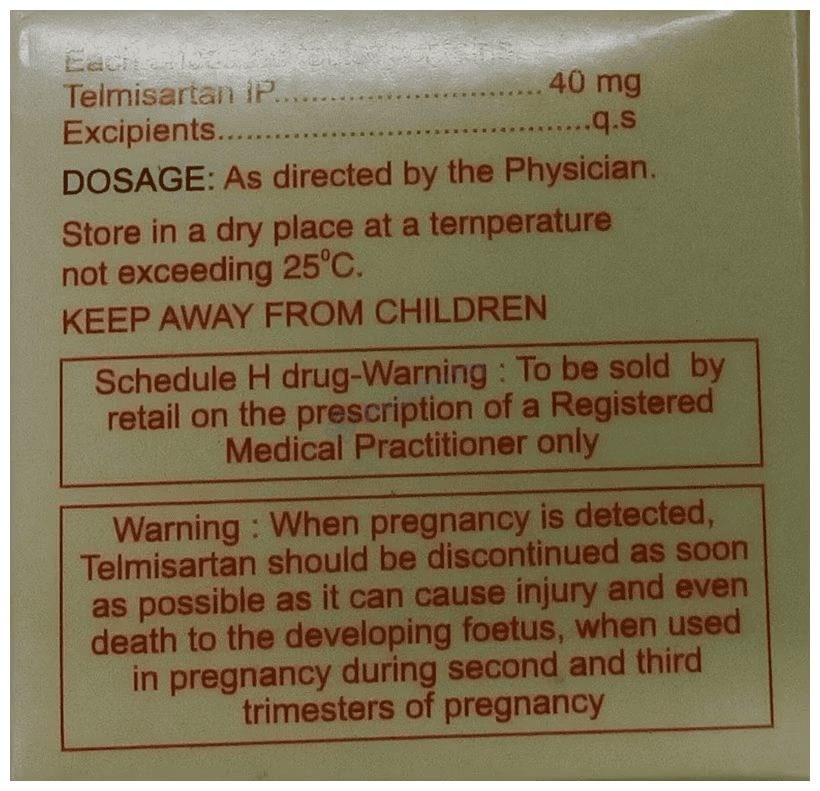 Each
Telmisartan IP.............................. 40 mg
Excipients..........................................q.s
DOSAGE: As directed by the Physician.
Store in a dry place at a ternperature
not exceeding 25⁰C.
KEEP AWAY FROM CHILDREN
Schedule H drug-Warning : To be sold by
retail on the prescription of a Registered
Medical Practitioner only
Warning : When pregnancy is detected,
Telmisartan should be discontinued as soon
as possible as it can cause injury and even
death to the developing foetus, when used
in pregnancy during second and third
trimesters of pregnancy